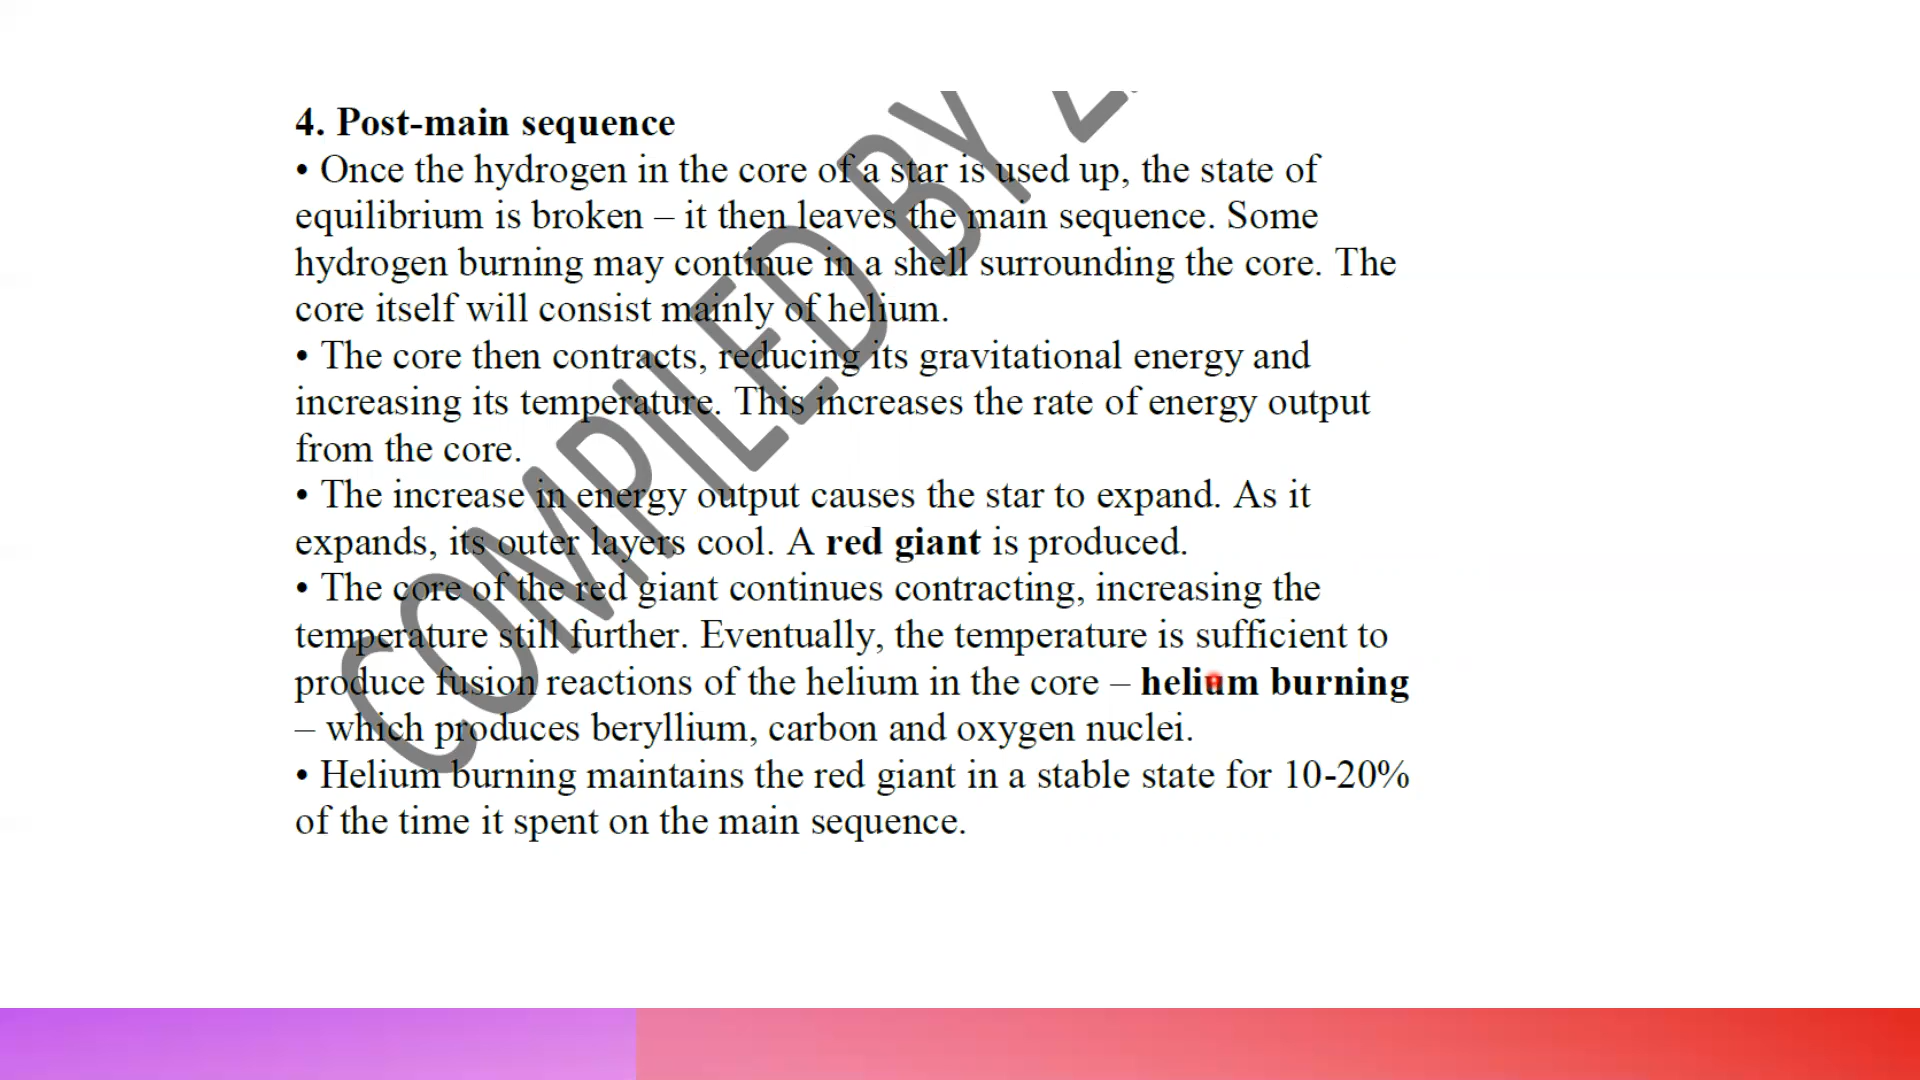 4. Post-main sequence
• Once the hydrogen in the core of a star is used up, the state of
equilibrium is broken – it then leaves the main sequence. Some
hydrogen burning may continue in a shell surrounding the core. The
core itself will consist mainly of helium.
• The core then contracts, reducing its gravitational energy and
increasing its temperature. This increases the rate of energy output
from the core.
• The increase in energy output causes the star to expand. As it
expands, its outer layers cool. A red giant is produced.
• The core of the red giant continues contracting, increasing the
temperature still further. Eventually, the temperature is sufficient to
produce fusion reactions of the helium in the core – helium burning
– which produces beryllium, carbon and oxygen nuclei.
• Helium burning maintains the red giant in a stable state for 10-20%
of the time it spent on the main sequence.
COMPILED BY